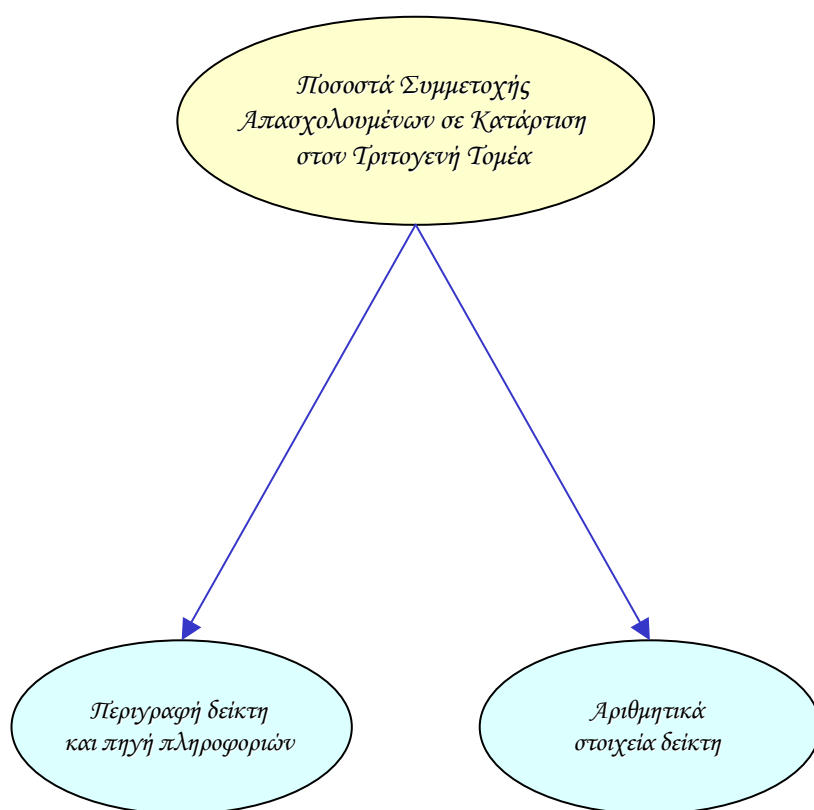 Ποσοστά Συμμετοχής
Απασχολουμένων σε Κατάρτιση
στον Τριτογενή Τομέα
Περιγραφή δείκτη
και πηγή πληροφοριών
Αριθμητικά
στοιχεία δείκτη